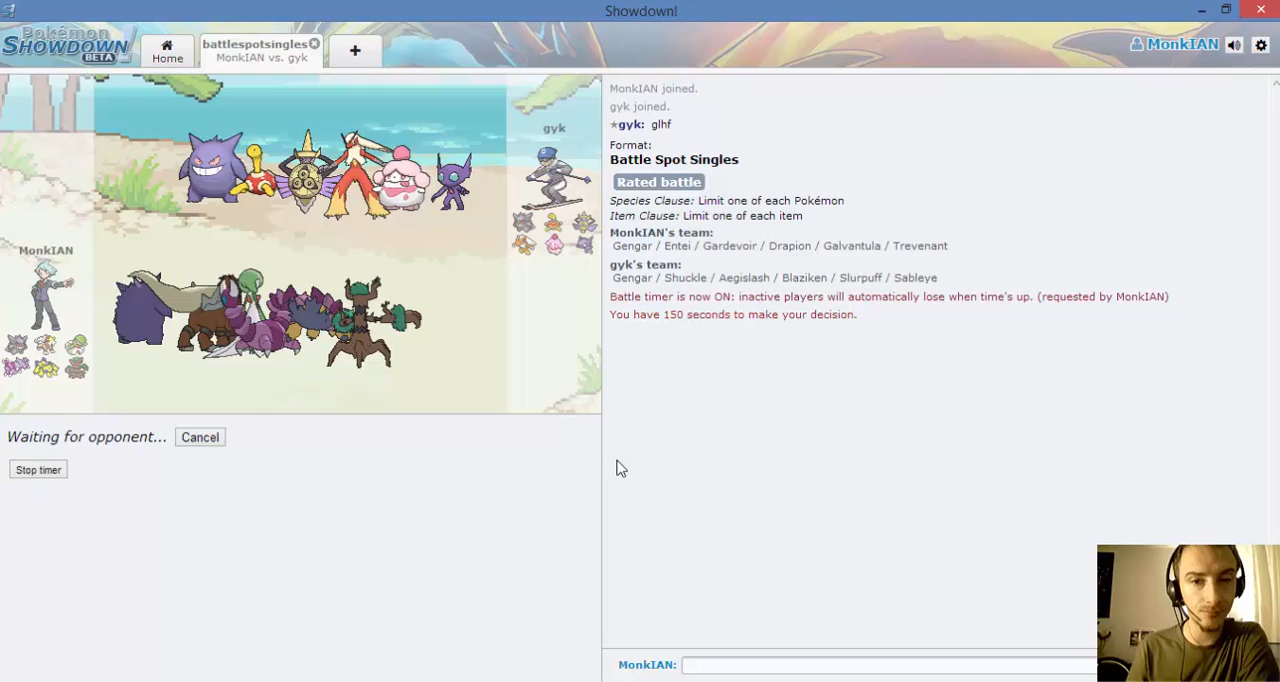 Showdown!
Pokémon
SHOWDOWN
BETA
Home
battlespotsingles
MonkIAN vs. gyk
+
MonkIAN
gyk
MonkIAN
Waiting for opponent... Cancel
Stop timer
MonkIAN joined.
gyk joined.
★gyk: glhf
Format:
Battle Spot Singles
Rated battle
Species Clause: Limit one of each Pokémon
Item Clause: Limit one of each item
MonkIAN's team:
Gengar / Entei / Gardevoir / Drapion / Galvantula / Trevenant
gyk's team:
Gengar / Shuckle / Aegislash / Blaziken / Slurpuff / Sableye
Battle timer is now ON: inactive players will automatically lose when time's up. (requested by MonkIAN)
You have 150 seconds to make your decision.
MonkIAN: